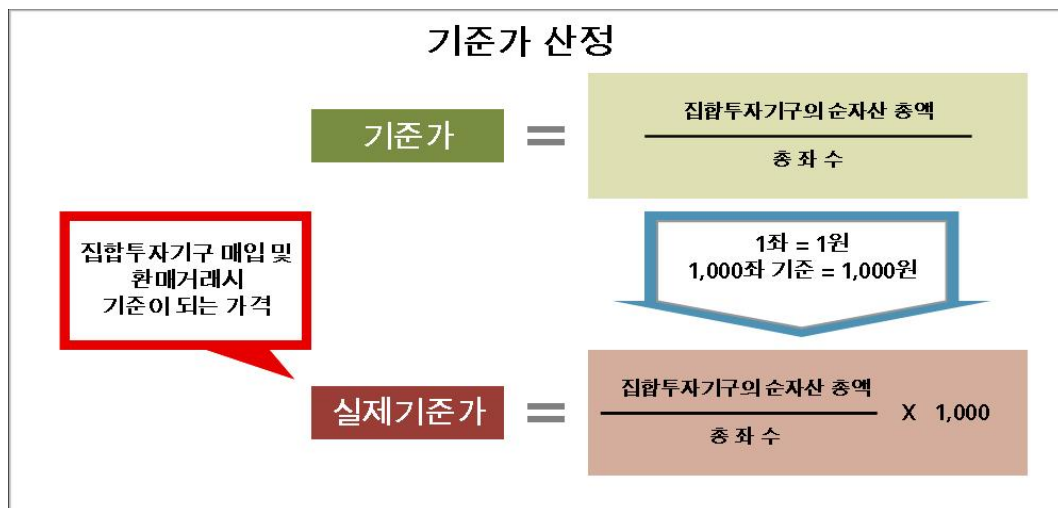 기준가 산정
기준가
=
집합투자기구의 순자산 총액
총 좌 수
집합투자기구 매입 및
환매거래시
기준이 되는 가격
1좌 = 1원
1,000좌 기준 = 1,000원
실제기준가
=
집합투자기구의 순자산 총액
총 좌 수
X 1,000